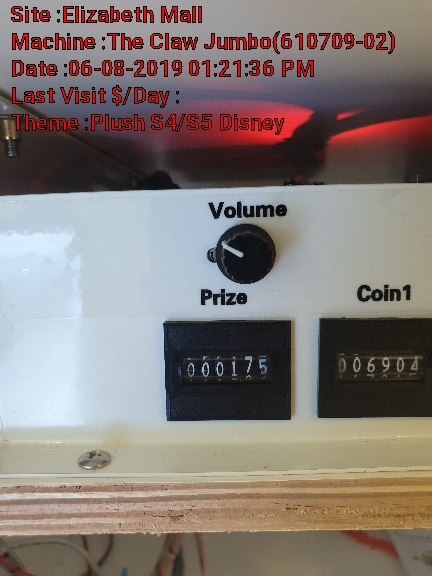 Site :Elizabeth Mall
Machine :The Claw Jumbo(610709-02)
Date :06-08-2019 01:21:36 PM
Last Visit $/Day :
Theme :Plush S4/S5 Disney
Volume
Prize
Coin1
000175
006904